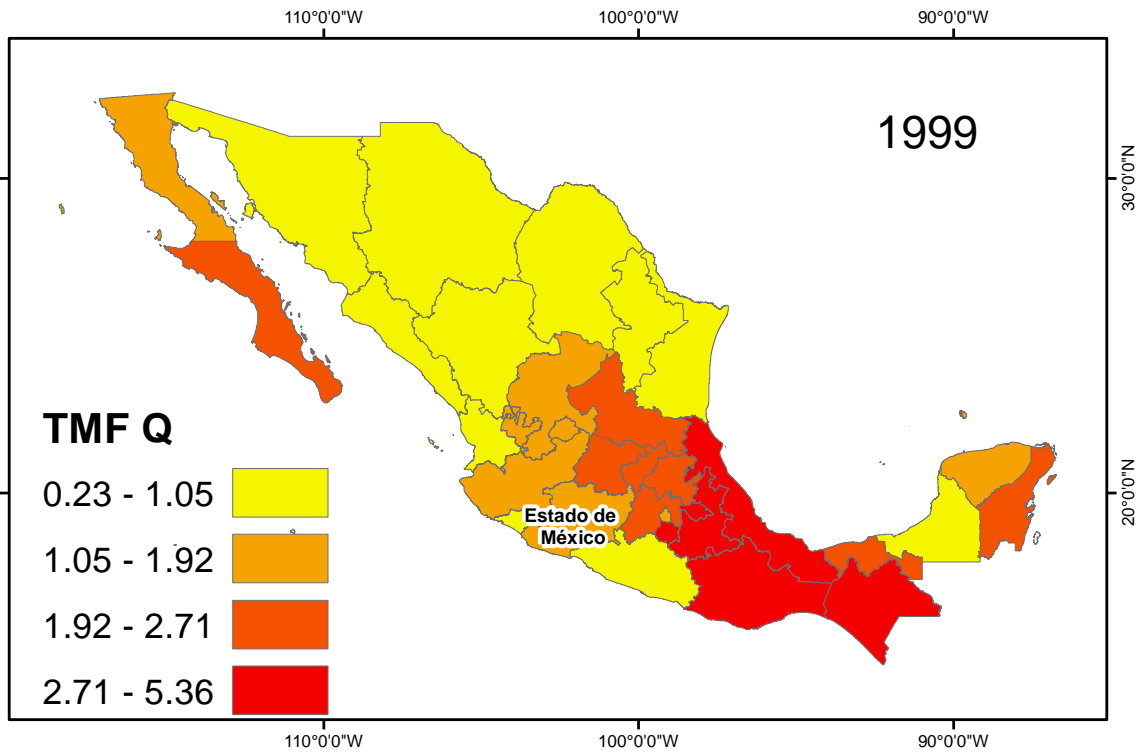 110°0'0"W
100°0'0"W
90°0'0"W
1999
30°0'0"N
TMF Q
0.23 - 1.05
20°0'0"N
Estado de
México
1.05 - 1.92
1.92 - 2.71
2.71 - 5.36
110°0'0"W
100°0'0"W
90°0'0"W